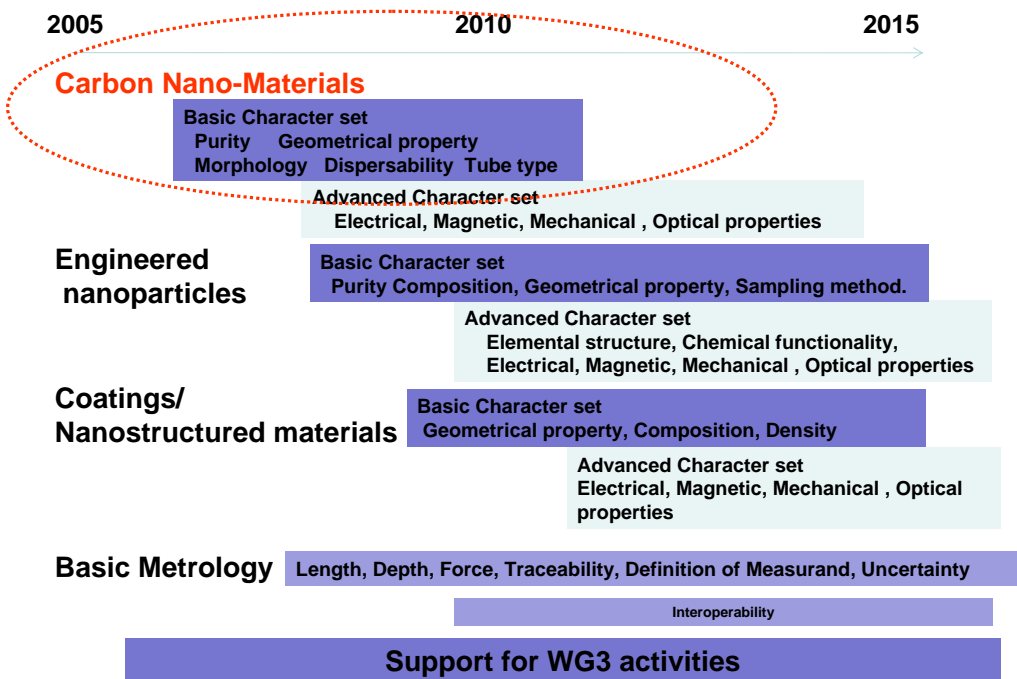 2005 2010 2015
Carbon Nano-Materials
Basic Character set
Purity Geometrical property
Morphology Dispersability Tube type
Advanced Character set
Electrical, Magnetic, Mechanical , Optical properties
Engineered
nanoparticles
Basic Character set
Purity Composition, Geometrical property, Sampling method.
Advanced Character set
Elemental structure, Chemical functionality,
Electrical, Magnetic, Mechanical , Optical properties
Coatings/
Nanostructured materials
Basic Character set
Geometrical property, Composition, Density
Advanced Character set
Electrical, Magnetic, Mechanical , Optical
properties
Basic Metrology
Length, Depth, Force, Traceability, Definition of Measurand, Uncertainty
Interoperability
Support for WG3 activities